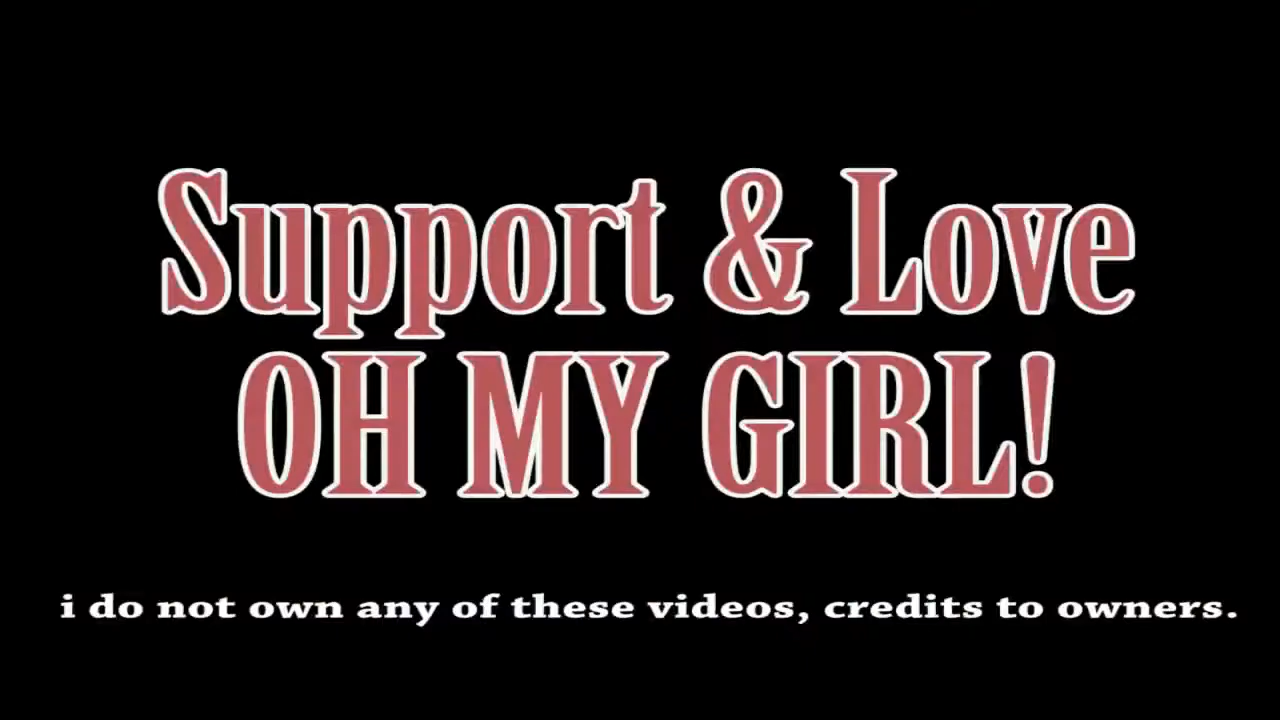 Support & Love
OH MY GIRL!
i do not own any of these videos, credits to owners.